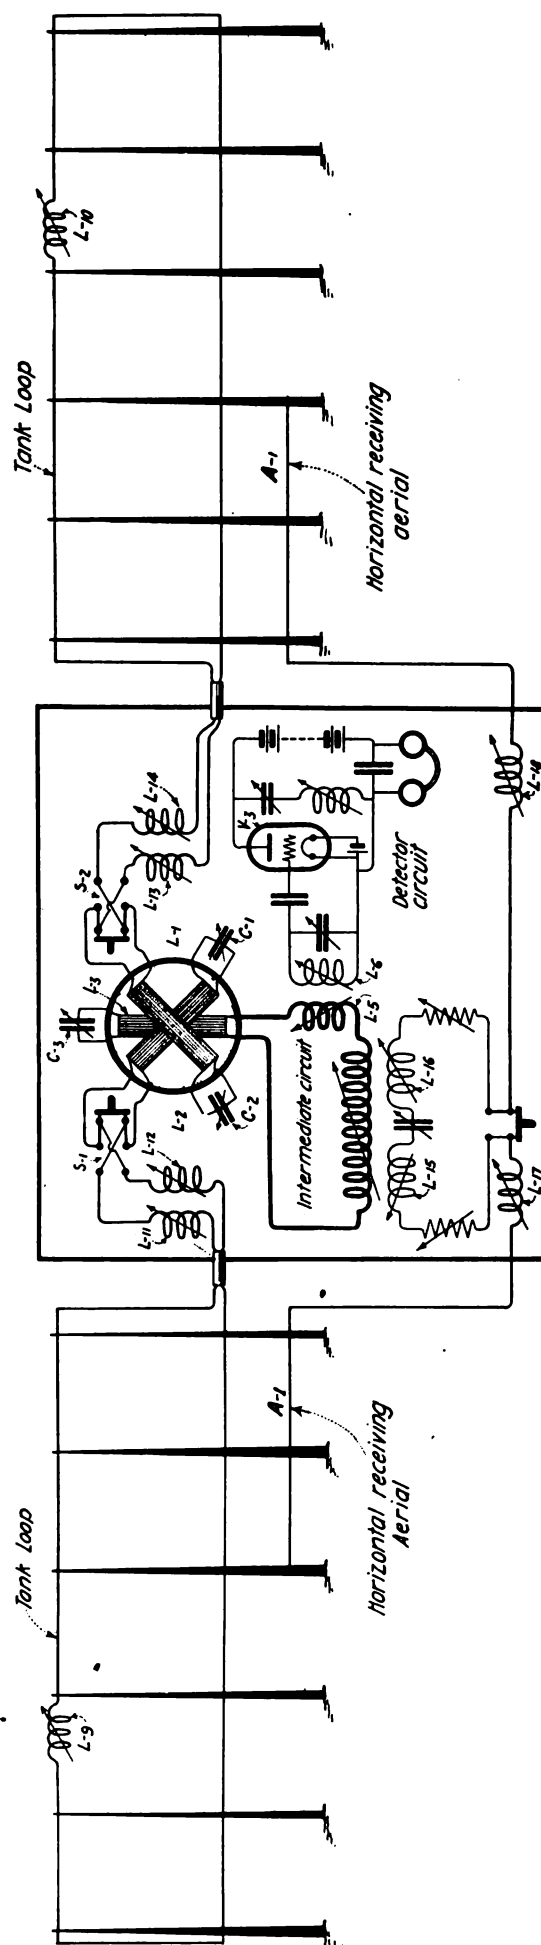 Tank Loop
L-10
A-1
Horizontal receiving
aerial
L-14
L-13
S-2
L-1
C-1
L-3
C-3
L-2
C-2
S-1
L-12
L-11
V-3
Detector
circuit
L-6
L-5
Intermediate circuit
L-16
L-15
L-18
L-17
A-1
Horizontal receiving
Aerial
Tank Loop
L-9